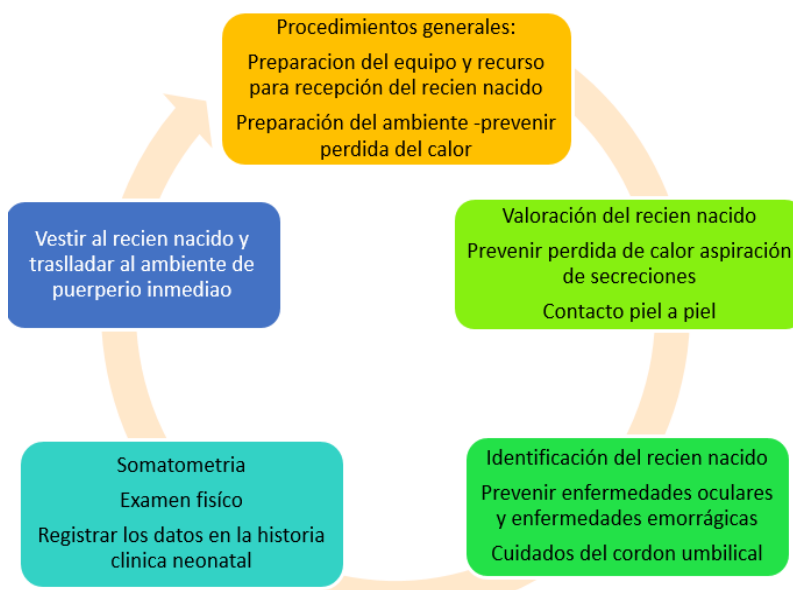 Procedimientos generales:
Preparacion del equipo y recurso
para recepción del recien nacido
Preparación del ambiente -prevenir
perdida del calor
Valoración del recien nacido
Prevenir perdida de calor aspiración
de secreciones
Contacto piel a piel
Identificación del recien nacido
Prevenir enfermedades oculares
y enfermedades emorrágicas
Cuidados del cordon umbilical
Somatometria
Examen fisíco
Registrar los datos en la historia
clinica neonatal
Vestir al recien nacido y
traslladar al ambiente de
puerperio inmediao